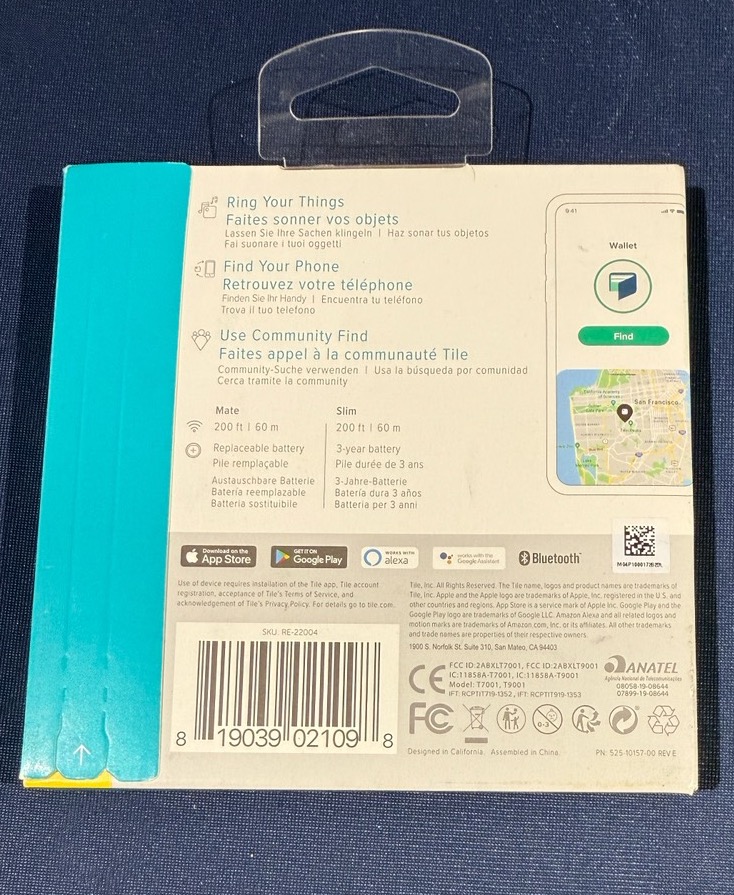 Ring Your Things
Faites sonner vos objets
Lassen Sie Ihre Sachen klingeln | Haz sonar tus objetos
Fai suonare i tuoi oggetti
Find Your Phone
Retrouvez votre téléphone
Finden Sie Ihr Handy | Encuentra tu teléfono
Trova il tuo telefono
Use Community Find
Faites appel à la communauté Tile
Community-Suche verwenden | Usa la búsqueda por comunidad
Cerca tramite la community
9:41
Wallet
Find
San Francisco
Mate Slim
200 ft | 60 m 200 ft | 60 m
Replaceable battery 3-year battery
Pile remplaçable Pile durée de 3 ans
Austauschbare Batterie 3-Jahre-Batterie
Batería reemplazable Batería dura 3 años
Batteria sostituibile Batteria per 3 anni
Download on the
App Store
GET IT ON
Google Play
WORKS WITH
alexa
works with the
Google Assistant
Bluetooth
Use of device requires installation of the Tile app, Tile account
registration, acceptance of Tile's Terms of Service, and
acknowledgement of Tile's Privacy Policy. For details go to tile.com.
Tile, Inc. All Rights Reserved. The Tile name, logos and product names are trademarks of
Tile, Inc. Apple and the Apple logo are trademarks of Apple, Inc. registered in the U.S. and
other countries and regions. App Store is a service mark of Apple Inc. Google Play and the
Google Play logo are trademarks of Google LLC. Amazon Alexa and all related logos and
motion marks are trademarks of Amazon.com, Inc. or its affiliates. All other trademarks
and trade names are properties of their respective owners.
1900 S. Norfolk St. Suite 310, San Mateo, CA 94403
SKU: RE-22004
8 19039 02109 8
CE
FCC ID:2ABXLT7001, FCC ID:2ABXLT9001
IC:11858A-T7001, IC:11858A-T9001
Model: T7001, T9001
IFT: RCPTIT719-1352, IFT: RCPTIT919-1353
ANATEL
Agência Nacional de Telecomunicações
08058-19-08644
07899-19-08644
FC
0-3
Designed in California. Assembled in China.
PN: 525-10157-00 REV E